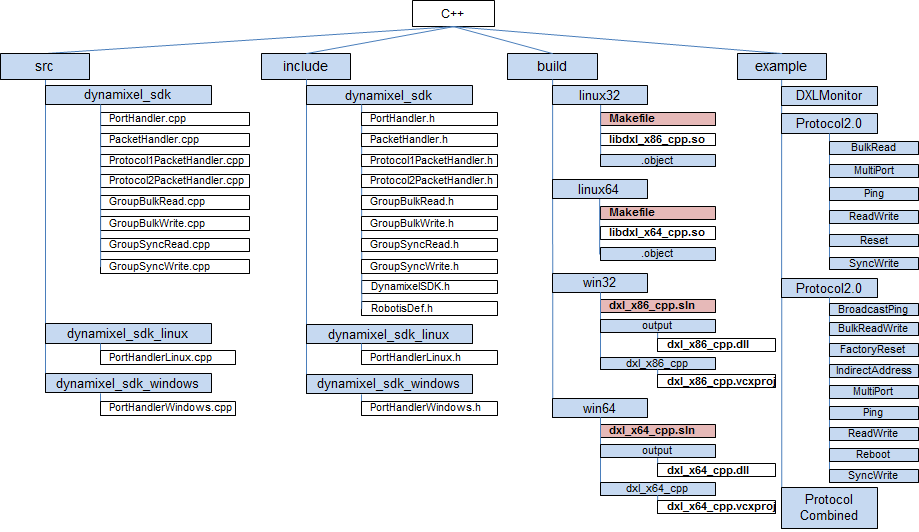 C++
src
dynamixel_sdk
PortHandler.cpp
PacketHandler.cpp
Protocol1PacketHandler.cpp
Protocol2PacketHandler.cpp
GroupBulkRead.cpp
GroupBulkWrite.cpp
GroupSyncRead.cpp
GroupSyncWrite.cpp
dynamixel_sdk_linux
PortHandlerLinux.cpp
dynamixel_sdk_windows
PortHandlerWindows.cpp
include
dynamixel_sdk
PortHandler.h
PacketHandler.h
Protocol1PacketHandler.h
Protocol2PacketHandler.h
GroupBulkRead.h
GroupBulkWrite.h
GroupSyncRead.h
GroupSyncWrite.h
DynamixelSDK.h
RobotisDef.h
dynamixel_sdk_linux
PortHandlerLinux.h
dynamixel_sdk_windows
PortHandlerWindows.h
build
linux32
Makefile
libdxl_x86_cpp.so
.object
linux64
Makefile
libdxl_x64_cpp.so
.object
win32
dxl_x86_cpp.sln
output
dxl_x86_cpp.dll
dxl_x86_cpp
dxl_x86_cpp.vcxproj
win64
dxl_x64_cpp.sln
output
dxl_x64_cpp.dll
dxl_x64_cpp
dxl_x64_cpp.vcxproj
example
DXLMonitor
Protocol2.0
BulkRead
MultiPort
Ping
ReadWrite
Reset
SyncWrite
Protocol2.0
BroadcastPing
BulkReadWrite
FactoryReset
IndirectAddress
MultiPort
Ping
ReadWrite
Reboot
SyncWrite
Protocol
Combined